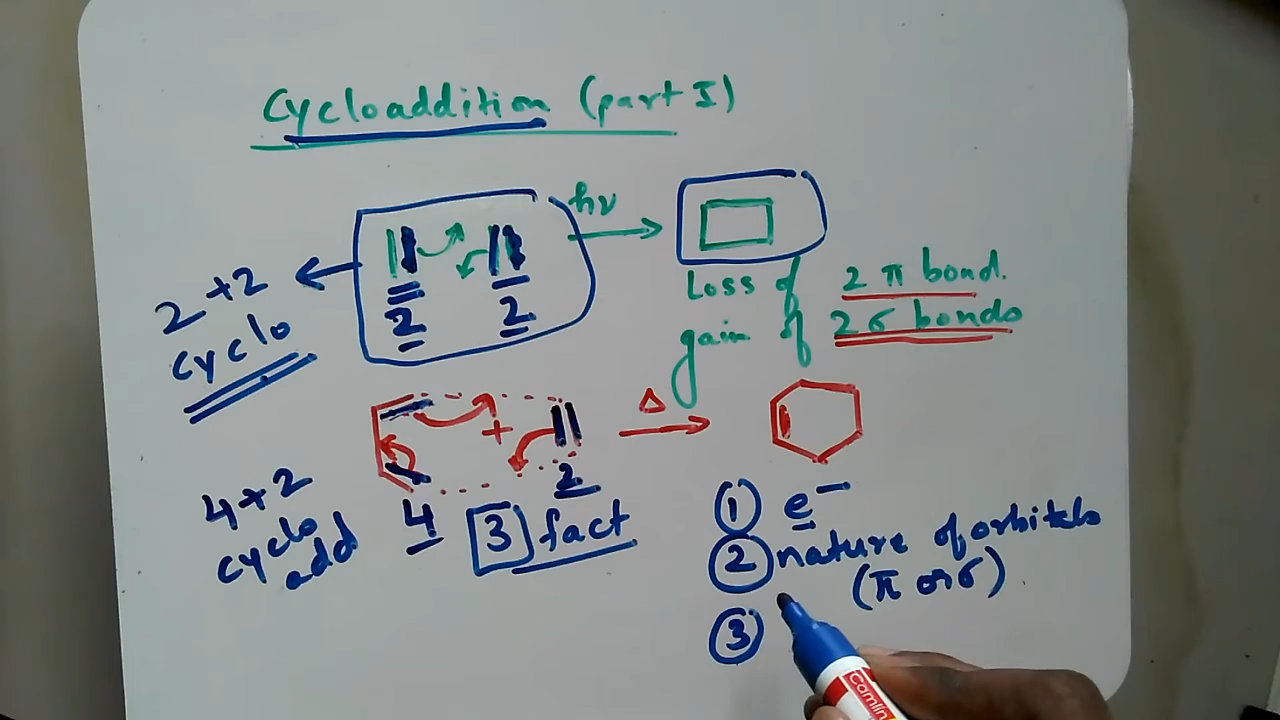 Cycloaddition (part I)
hν
2+2
cyclo
2 2
Loss of 2 π bond.
gain of 2 σ bonds
+
Δ
4+2
cyclo
add
4 2
3 fact
① e⁻
② nature of orbitals
(π or σ)
③
Camlin